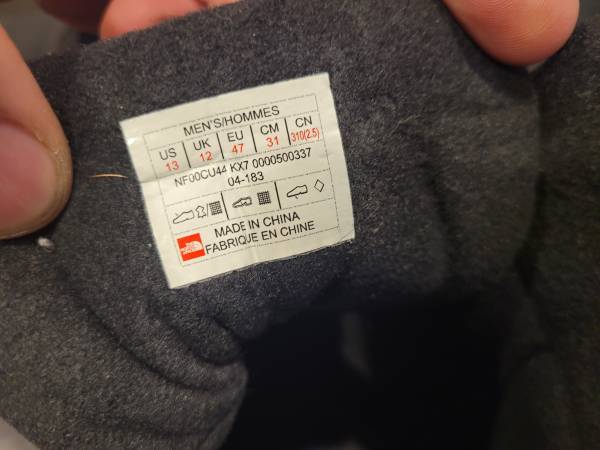 MEN'S/HOMMES
US UK EU CM CN
13 12 47 31 310(2.5)
NF00CU44 KX7 0000500337
04-183
MADE IN CHINA
FABRIQUE EN CHINE